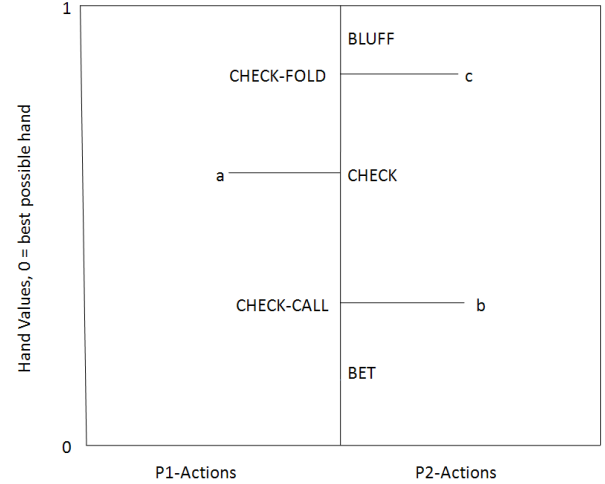 1
BLUFF
CHECK-FOLD
c
a
CHECK
CHECK-CALL
b
BET
0
Hand Values, 0 = best possible hand
P1-Actions
P2-Actions